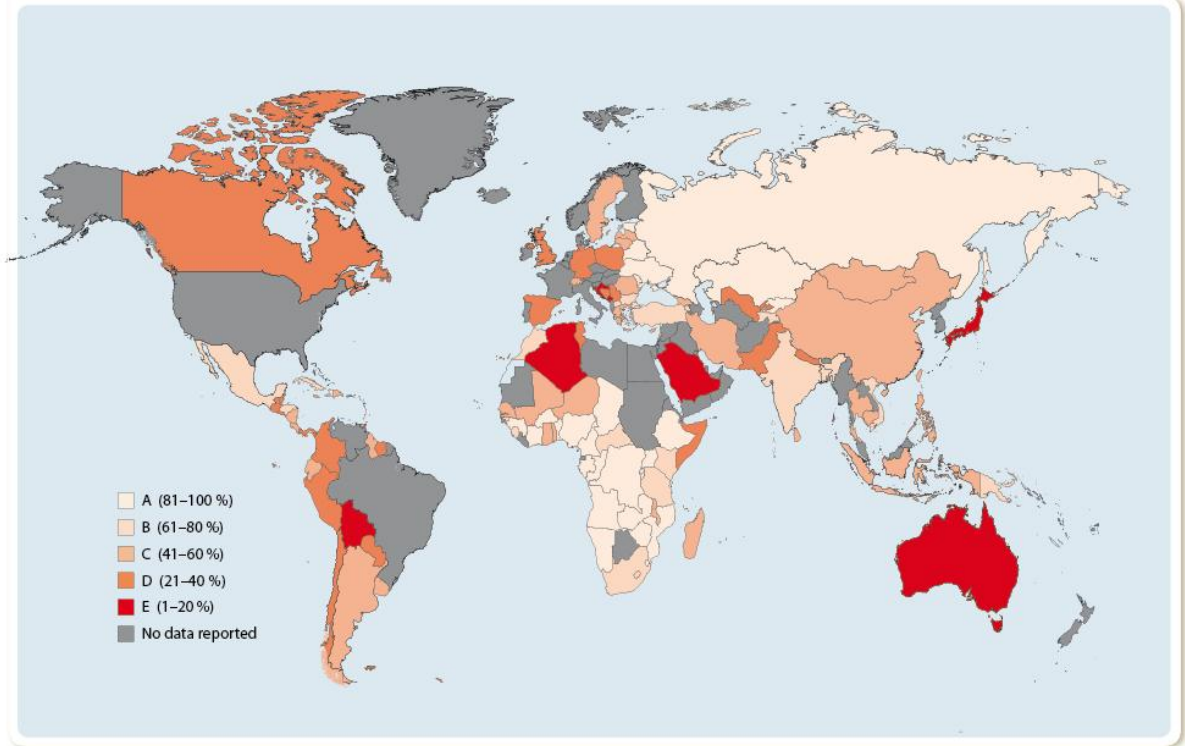 A (81–100 %)
B (61–80 %)
C (41–60 %)
D (21–40 %)
E (1–20 %)
No data reported